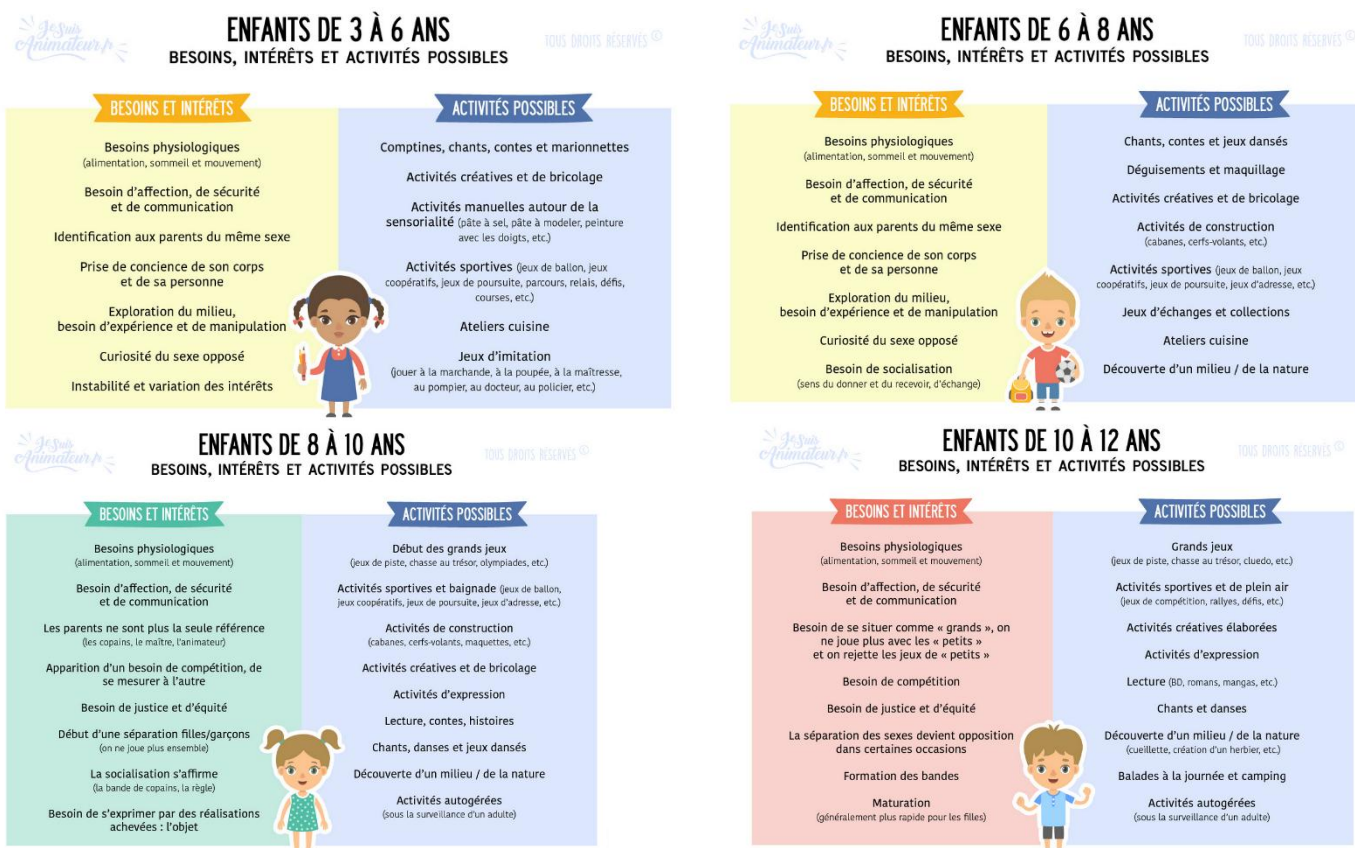 Je Suis
Animateur.fr
ENFANTS DE 3 À 6 ANS
BESOINS, INTÉRÊTS ET ACTIVITÉS POSSIBLES
TOUS DROITS RÉSERVÉS ©
BESOINS ET INTÉRÊTS
Besoins physiologiques
(alimentation, sommeil et mouvement)
Besoin d'affection, de sécurité
et de communication
Identification aux parents du même sexe
Prise de concience de son corps
et de sa personne
Exploration du milieu,
besoin d'expérience et de manipulation
Curiosité du sexe opposé
Instabilité et variation des intérêts
ACTIVITÉS POSSIBLES
Comptines, chants, contes et marionnettes
Activités créatives et de bricolage
Activités manuelles autour de la
sensorialité (pâte à sel, pâte à modeler, peinture
avec les doigts, etc.)
Activités sportives (jeux de ballon, jeux
coopératifs, jeux de poursuite, parcours, relais, défis,
courses, etc.)
Ateliers cuisine
Jeux d'imitation
(jouer à la marchande, à la poupée, à la maîtresse,
au pompier, au docteur, au policier, etc.)
Je Suis
Animateur.fr
ENFANTS DE 6 À 8 ANS
BESOINS, INTÉRÊTS ET ACTIVITÉS POSSIBLES
TOUS DROITS RÉSERVÉS ©
BESOINS ET INTÉRÊTS
Besoins physiologiques
(alimentation, sommeil et mouvement)
Besoin d'affection, de sécurité
et de communication
Identification aux parents du même sexe
Prise de concience de son corps
et de sa personne
Exploration du milieu,
besoin d'expérience et de manipulation
Curiosité du sexe opposé
Besoin de socialisation
(sens du donner et du recevoir, d'échange)
ACTIVITÉS POSSIBLES
Chants, contes et jeux dansés
Déguisements et maquillage
Activités créatives et de bricolage
Activités de construction
(cabanes, cerfs-volants, etc.)
Activités sportives (jeux de ballon, jeux
coopératifs, jeux de poursuite, jeux d'adresse, etc.)
Jeux d'échanges et collections
Ateliers cuisine
Découverte d'un milieu / de la nature
Je Suis
Animateur.fr
ENFANTS DE 8 À 10 ANS
BESOINS, INTÉRÊTS ET ACTIVITÉS POSSIBLES
TOUS DROITS RÉSERVÉS ©
BESOINS ET INTÉRÊTS
Besoins physiologiques
(alimentation, sommeil et mouvement)
Besoin d'affection, de sécurité
et de communication
Les parents ne sont plus la seule référence
(les copains, le maître, l'animateur)
Apparition d'un besoin de compétition, de
se mesurer à l'autre
Besoin de justice et d'équité
Début d'une séparation filles/garçons
(on ne joue plus ensemble)
La socialisation s'affirme
(la bande de copains, la règle)
Besoin de s'exprimer par des réalisations
achevées : l'objet
ACTIVITÉS POSSIBLES
Début des grands jeux
(jeux de piste, chasse au trésor, olympiades, etc.)
Activités sportives et baignade (jeux de ballon,
jeux coopératifs, jeux de poursuite, jeux d'adresse, etc.)
Activités de construction
(cabanes, cerfs-volants, maquettes, etc.)
Activités créatives et de bricolage
Activités d'expression
Lecture, contes, histoires
Chants, danses et jeux dansés
Découverte d'un milieu / de la nature
Activités autogérées
(sous la surveillance d'un adulte)
Je Suis
Animateur.fr
ENFANTS DE 10 À 12 ANS
BESOINS, INTÉRÊTS ET ACTIVITÉS POSSIBLES
TOUS DROITS RÉSERVÉS ©
BESOINS ET INTÉRÊTS
Besoins physiologiques
(alimentation, sommeil et mouvement)
Besoin d'affection, de sécurité
et de communication
Besoin de se situer comme « grands », on
ne joue plus avec les « petits »
et on rejette les jeux de « petits »
Besoin de compétition
Besoin de justice et d'équité
La séparation des sexes devient opposition
dans certaines occasions
Formation des bandes
Maturation
(généralement plus rapide pour les filles)
ACTIVITÉS POSSIBLES
Grands jeux
(jeux de piste, chasse au trésor, cluedo, etc.)
Activités sportives et de plein air
(jeux de compétition, rallyes, défis, etc.)
Activités créatives élaborées
Activités d'expression
Lecture (BD, romans, mangas, etc.)
Chants et danses
Découverte d'un milieu / de la nature
(cueillette, création d'un herbier, etc.)
Balades à la journée et camping
Activités autogérées
(sous la surveillance d'un adulte)